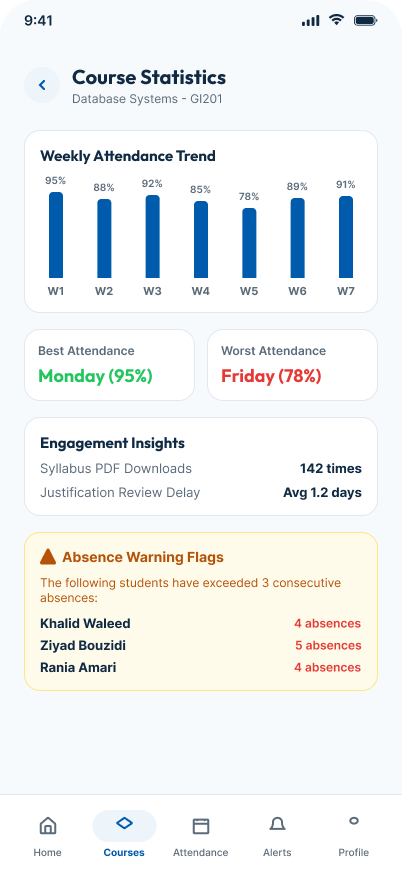 9:41
Course Statistics
Database Systems - GI201
Weekly Attendance Trend
95% 88% 92% 85% 78% 89% 91%
W1 W2 W3 W4 W5 W6 W7
Best Attendance
Monday (95%)
Worst Attendance
Friday (78%)
Engagement Insights
Syllabus PDF Downloads 142 times
Justification Review Delay Avg 1.2 days
Absence Warning Flags
The following students have exceeded 3 consecutive
absences:
Khalid Waleed 4 absences
Ziyad Bouzidi 5 absences
Rania Amari 4 absences
Home Courses Attendance Alerts Profile